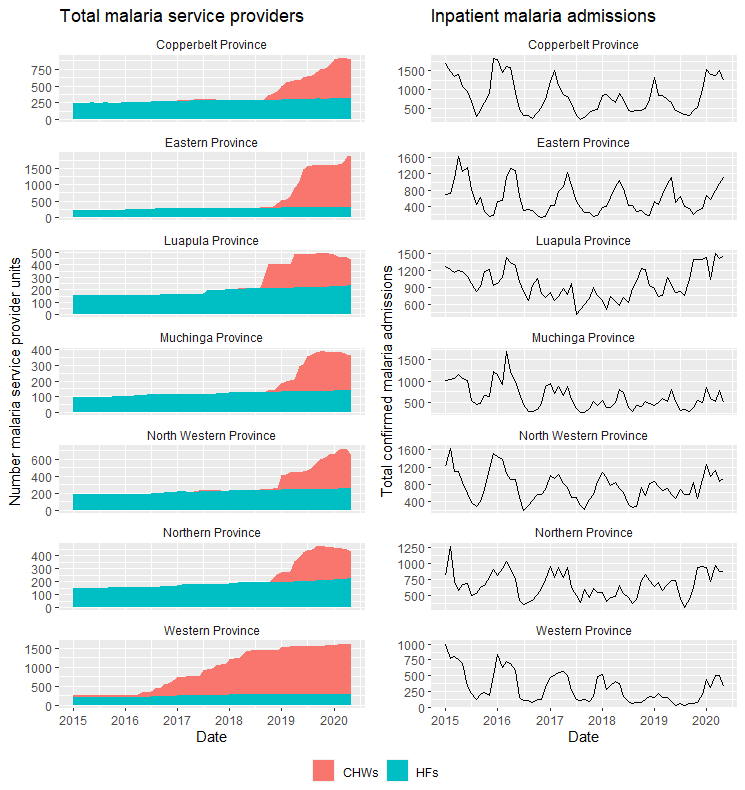 Total malaria service providers
Inpatient malaria admissions
Number malaria service provider units
Total confirmed malaria admissions
Copperbelt Province
750
500
250
0
Copperbelt Province
1500
1000
500
Eastern Province
1500
1000
500
0
Eastern Province
1600
1200
800
400
Luapula Province
500
400
300
200
100
0
Luapula Province
1500
1200
900
600
Muchinga Province
400
300
200
100
0
Muchinga Province
1500
1000
500
North Western Province
600
400
200
0
North Western Province
1600
1200
800
400
Northern Province
400
300
200
100
0
Northern Province
1250
1000
750
500
Western Province
1500
1000
500
0
Western Province
1000
750
500
250
0
2015 2016 2017 2018 2019 2020
Date
2015 2016 2017 2018 2019 2020
Date
CHWs HFs